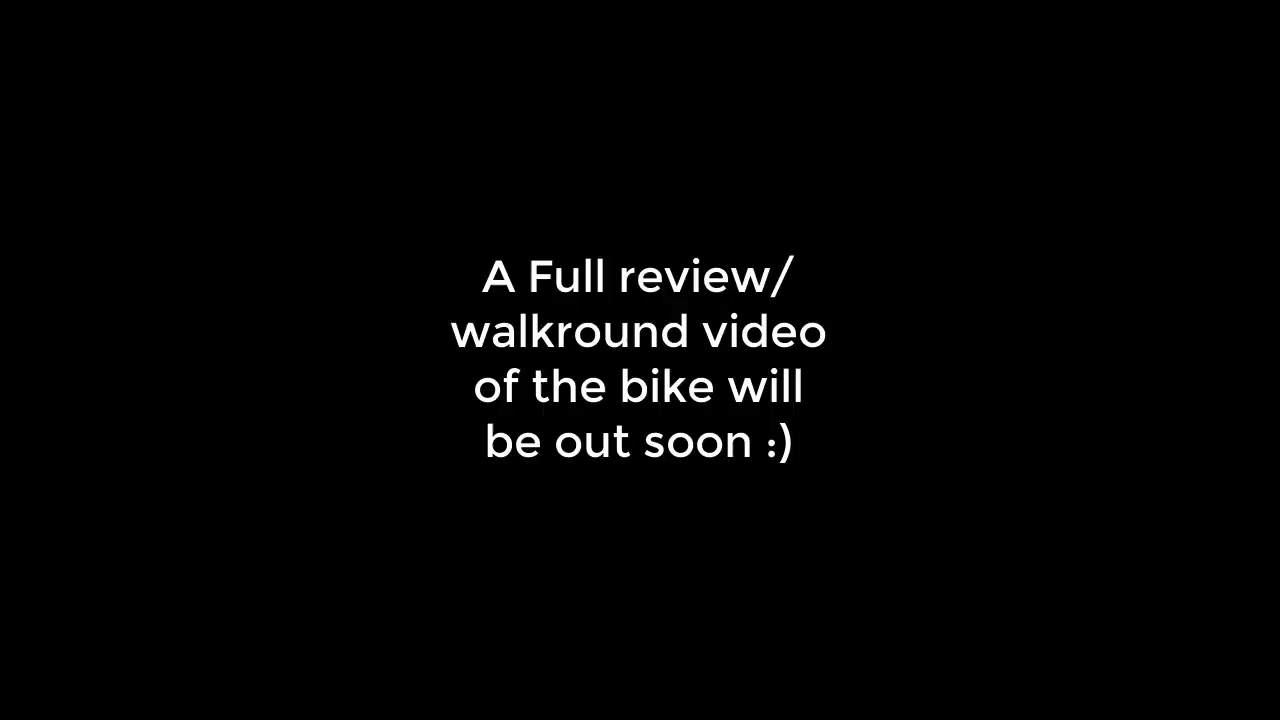 A Full review/
walkround video
of the bike will
be out soon :)